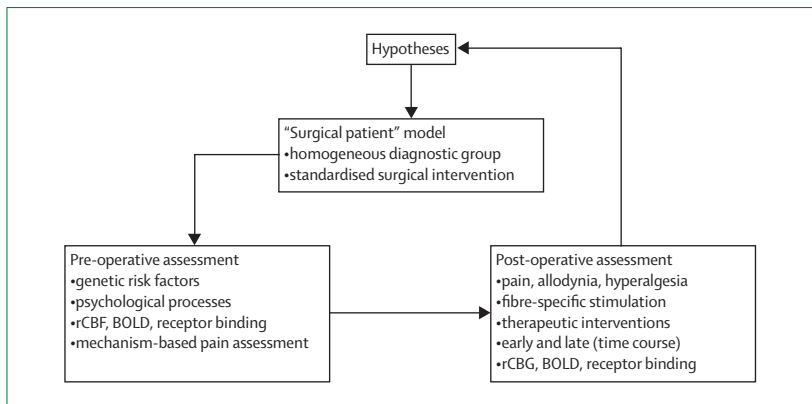 Hypotheses
“Surgical patient” model
•homogeneous diagnostic group
•standardised surgical intervention
Pre-operative assessment
•genetic risk factors
•psychological processes
•rCBF, BOLD, receptor binding
•mechanism-based pain assessment
Post-operative assessment
•pain, allodynia, hyperalgesia
•fibre-specific stimulation
•therapeutic interventions
•early and late (time course)
•rCBG, BOLD, receptor binding